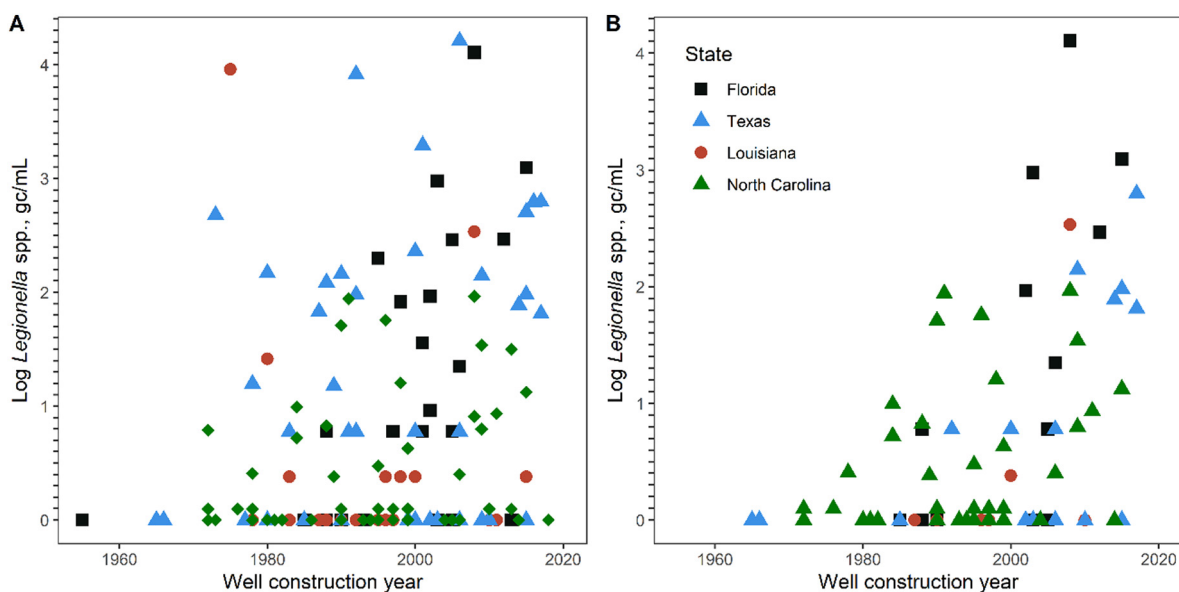 A
Log Legionella spp., gc/mL
4
3
2
1
0
1960 1980 2000 2020
Well construction year
B
State
Florida
Texas
Louisiana
North Carolina
Log Legionella spp., gc/mL
4
3
2
1
0
1960 1980 2000 2020
Well construction year